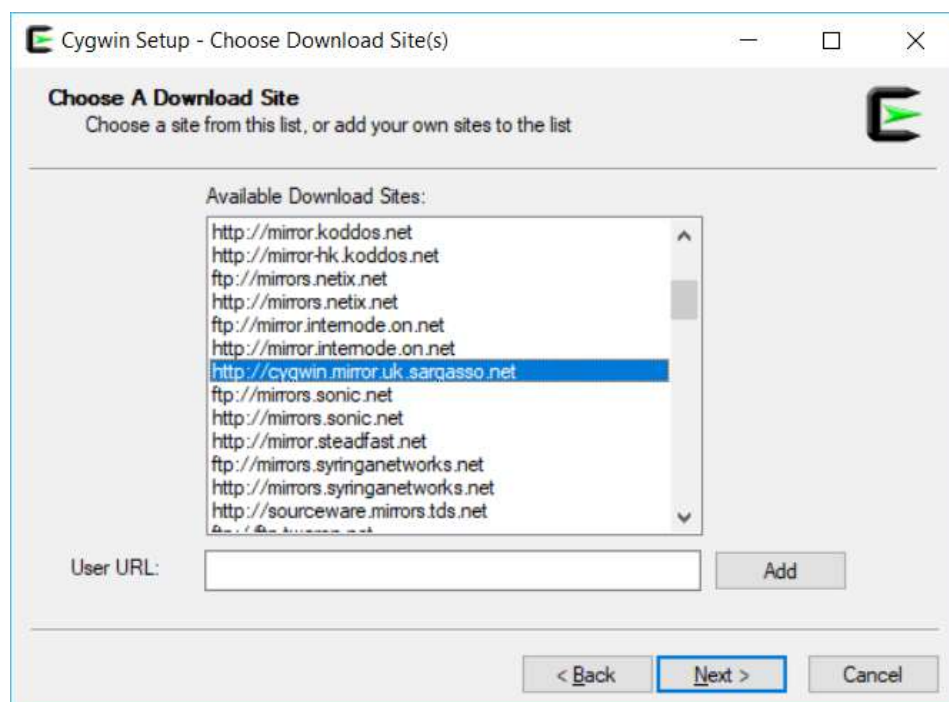 Cygwin Setup - Choose Download Site(s)
Choose A Download Site
Choose a site from this list, or add your own sites to the list
Available Download Sites:
http://mirror.koddos.net
http://mirror-hk.koddos.net
ftp://mirrors.netix.net
http://mirrors.netix.net
ftp://mirror.internode.on.net
http://mirror.internode.on.net
http://cygwin.mirror.uk.sargasso.net
ftp://mirrors.sonic.net
http://mirrors.sonic.net
http://mirror.steadfast.net
ftp://mirrors.syringanetworks.net
http://mirrors.syringanetworks.net
http://sourceware.mirrors.tds.net
User URL:
Add
< Back
Next >
Cancel